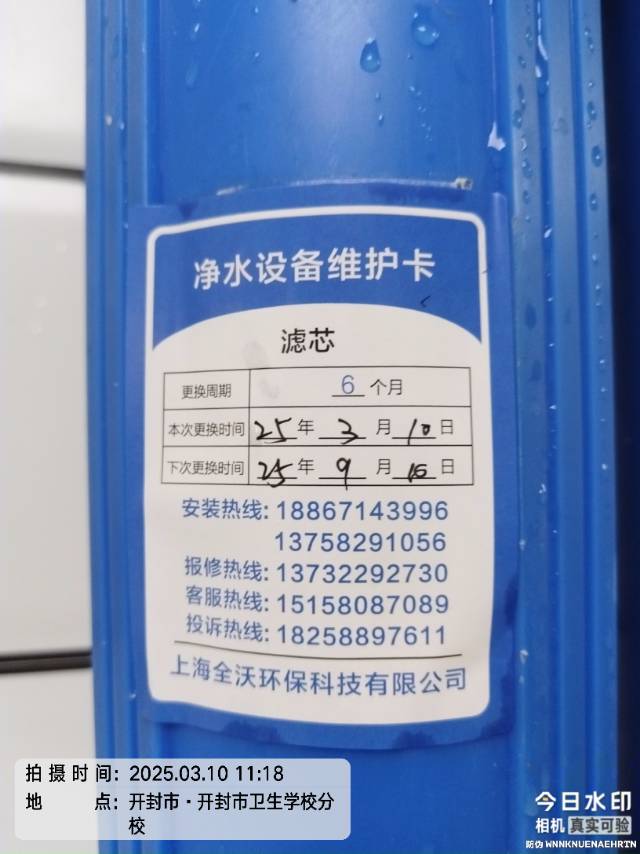 净水设备维护卡
滤芯
更换周期 6 个月
本次更换时间 25 年 3 月 10 日
下次更换时间 25 年 9 月 10 日
安装热线: 18867143996
13758291056
报修热线: 13732292730
客服热线: 15158087089
投诉热线: 18258897611
上海全沃环保科技有限公司
拍摄时间: 2025.03.10 11:18
地点: 开封市·开封市卫生学校分
校
今日水印
相机 真实可验
防伪 WNNKNUENAEHRTN